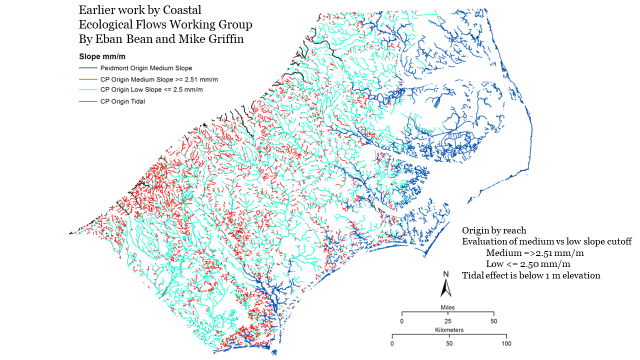 Earlier work by Coastal
Ecological Flows Working Group
By Eban Bean and Mike Griffin
Slope mm/m
Peidmont Origin Medium Slope
CP Origin Medium Slope >= 2.51 mm/m
CP Origin Low Slope <= 2.5 mm/m
CP Origin Tidal
Origin by reach
Evaluation of medium vs low slope cutoff
Medium =>2.51 mm/m
Low <= 2.50 mm/m
Tidal effect is below 1 m elevation
N
Miles
0 25 50
Kilometers
0 50 100